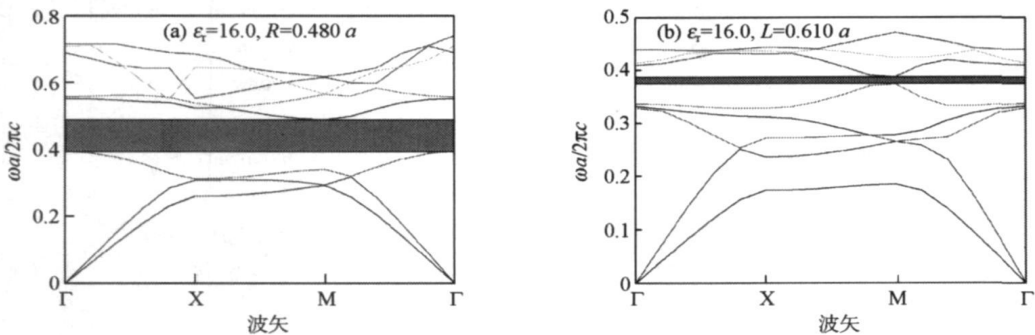 (a) εᵣ=16.0, R=0.480 a
ωa/2πc
0.8
0.6
0.4
0.2
0
Γ
X
M
Γ
波矢
(b) εᵣ=16.0, L=0.610 a
ωa/2πc
0.5
0.4
0.3
0.2
0.1
0
Γ
X
M
Γ
波矢